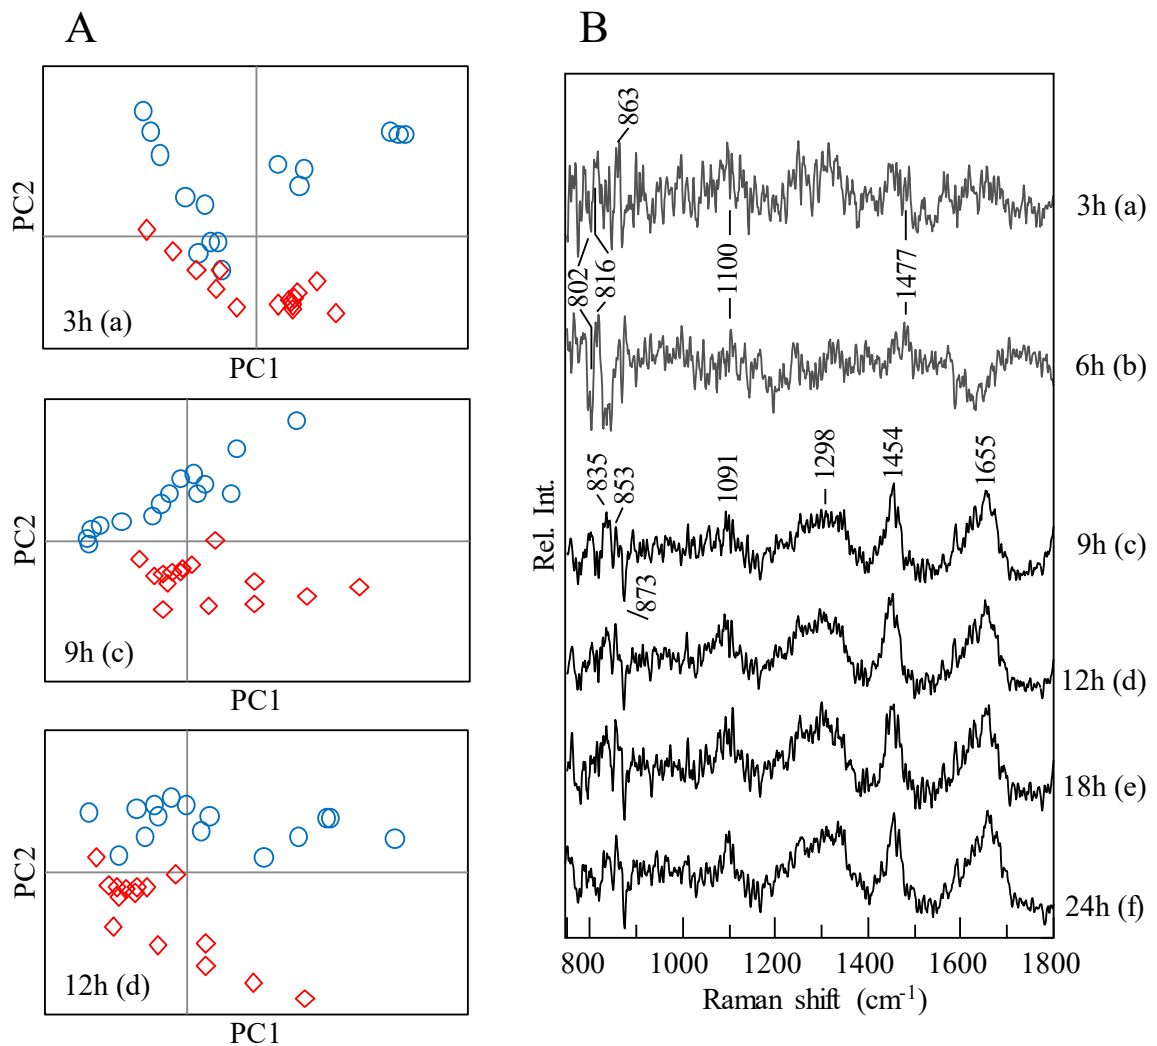 A
PC2
3h (a)
PC1
PC2
9h (c)
PC1
PC2
12h (d)
PC1
B
863
3h (a)
802
816
1100
1477
6h (b)
835
853
1091
1298
1454
1655
Rel. Int.
9h (c)
873
12h (d)
18h (e)
24h (f)
800 1000 1200 1400 1600 1800
Raman shift (cm⁻¹)